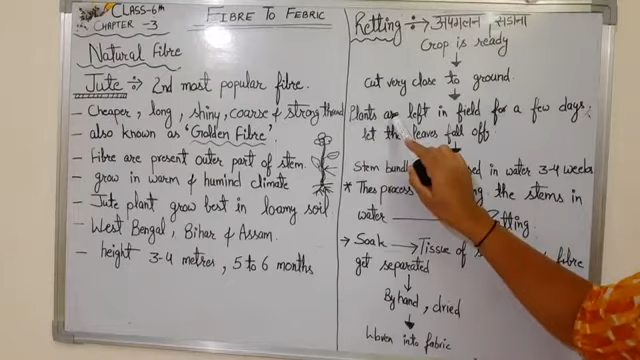 CLASS-6th
CHAPTER -3
FIBRE TO FEBRIC
Natural Fibre
Jute ÷> 2nd most popular fibre.
- Cheaper, long, shiny, coarse & strong thread
- also known as 'Golden Fibre'.
- Fibre are present outer part of stem.
- grow in warm & humind climate
- Jute plant grow best in loamy soil
- West Bengal, Bihar & Assam.
- height 3-4 metres, 5 to 6 months
Retting ÷> अपगलन सडाना
Crop is ready
Cut very close to ground.
Plants are left in field for a few days,
let the leaves fall off.
Stem bund in water 3-4 weeks
* Thes process the stems in
water tting.
→ Soak → Tissue of fibre
get separated
By hand, dried
Woven into fabric